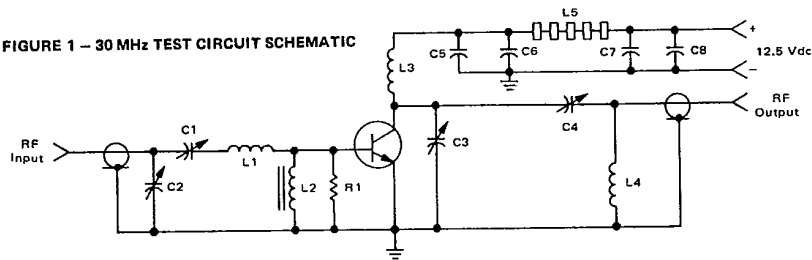 FIGURE 1 – 30 MHz TEST CIRCUIT SCHEMATIC
L5
+
C5
C6
C7
C8
12.5 Vdc
–
L3
RF
Output
C1
C4
C3
RF
Input
L1
C2
L2
R1
L4